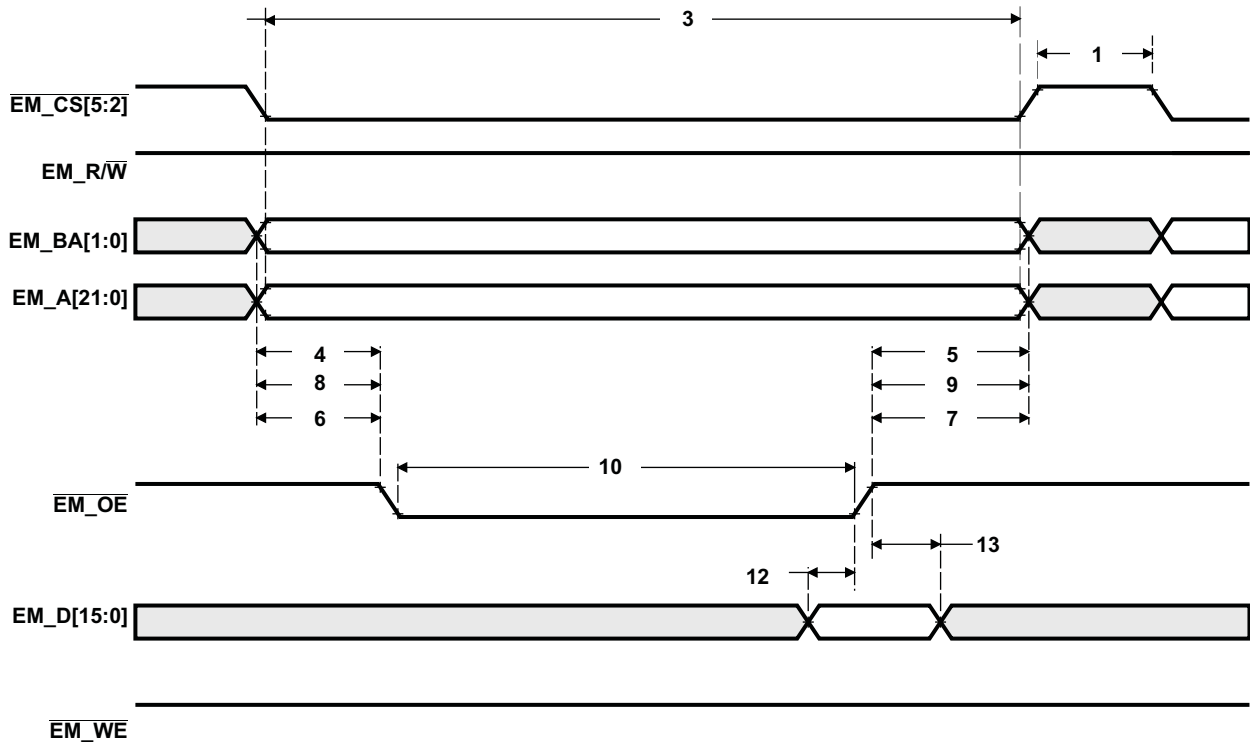 3
1
EM_CS[5:2]
EM_R/W
EM_BA[1:0]
EM_A[21:0]
4 5
8 9
6 7
10
EM_OE
13
12
EM_D[15:0]
EM_WE